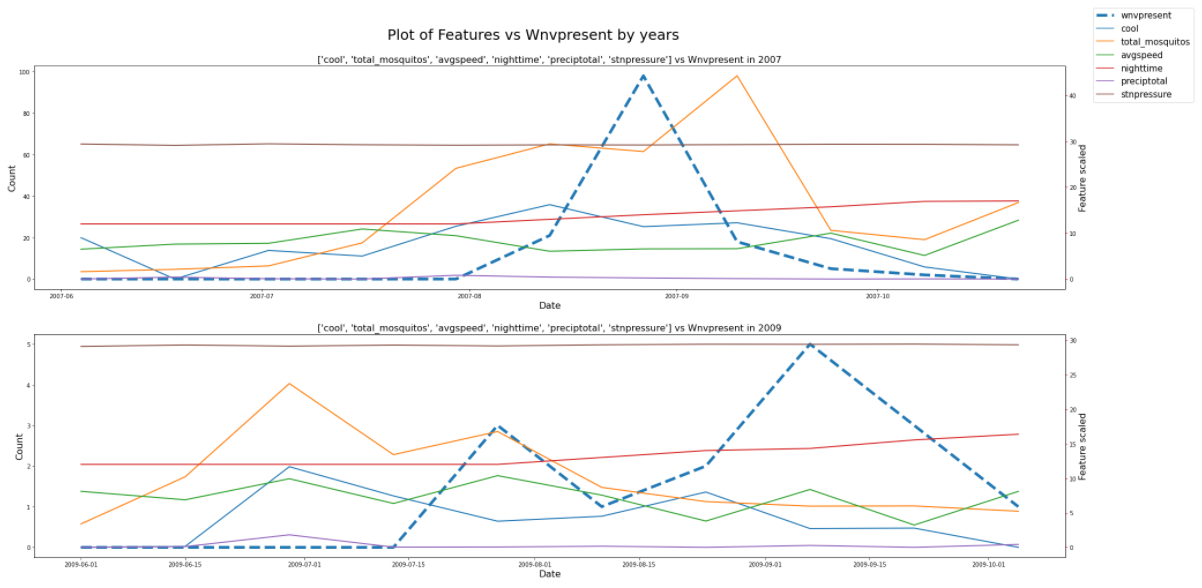 Plot of Features vs Wnvpresent by years
wnvpresent
cool
total_mosquitos
avgspeed
nighttime
preciptotal
stnpressure
['cool', 'total_mosquitos', 'avgspeed', 'nighttime', 'preciptotal', 'stnpressure'] vs Wnvpresent in 2007
100
80
60
40
20
0
Count
40
30
20
10
0
Feature scaled
2007-06 2007-07 2007-08 2007-09 2007-10
Date
['cool', 'total_mosquitos', 'avgspeed', 'nighttime', 'preciptotal', 'stnpressure'] vs Wnvpresent in 2009
5
4
3
2
1
0
Count
30
25
20
15
10
5
0
Feature scaled
2009-06-01 2009-06-15 2009-07-01 2009-07-15 2009-08-01 2009-08-15 2009-09-01 2009-09-15 2009-10-01
Date